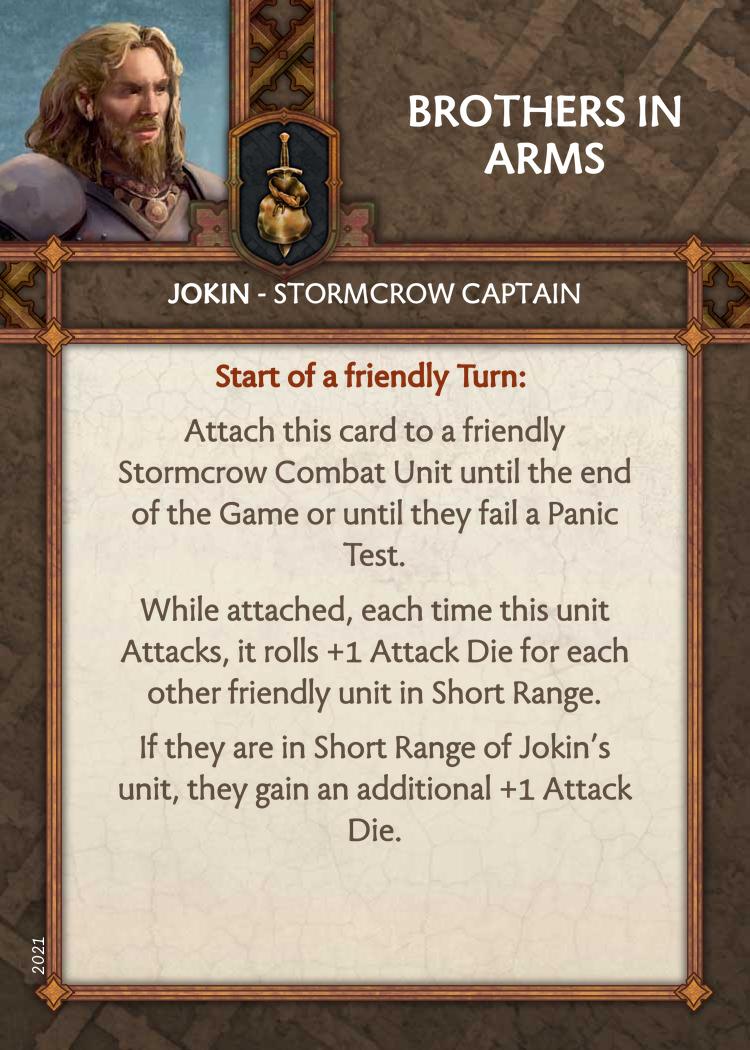 BROTHERS IN
ARMS
JOKIN - STORMCROW CAPTAIN
Start of a friendly Turn:
Attach this card to a friendly
Stormcrow Combat Unit until the end
of the Game or until they fail a Panic
Test.
While attached, each time this unit
Attacks, it rolls +1 Attack Die for each
other friendly unit in Short Range.
If they are in Short Range of Jokin's
unit, they gain an additional +1 Attack
Die.
2021